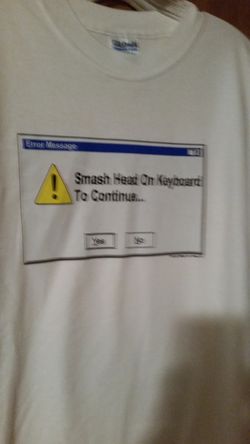 Error Message
Smash Head On Keyboard
To Continue...
Yes
No